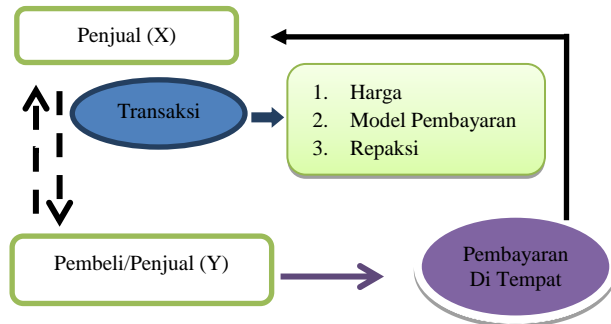 Penjual (X)
Transaksi
1. Harga
2. Model Pembayaran
3. Repaksi
Pembeli/Penjual (Y)
Pembayaran
Di Tempat